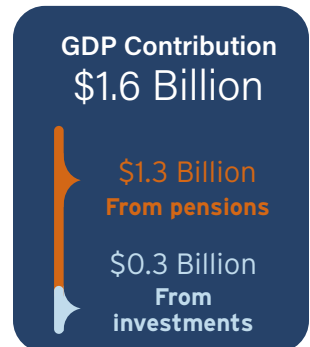 GDP Contribution
$1.6 Billion
$1.3 Billion
From pensions
$0.3 Billion
From
investments